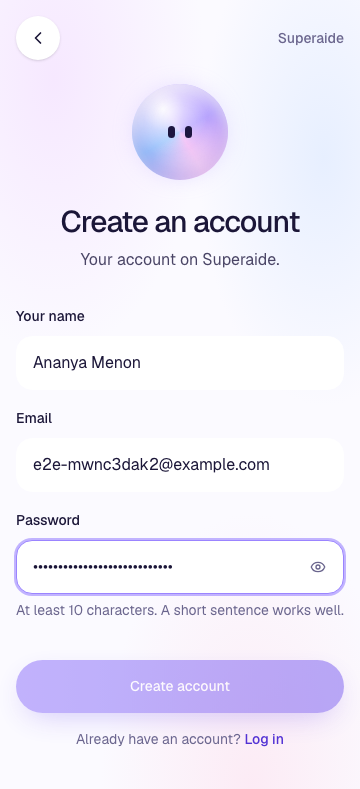 Superaide
Create an account
Your account on Superaide.
Your name
Ananya Menon
Email
e2e-mwnc3dak2@example.com
Password
••••••••••••••••••••••••••••
At least 10 characters. A short sentence works well.
Create account
Already have an account? Log in